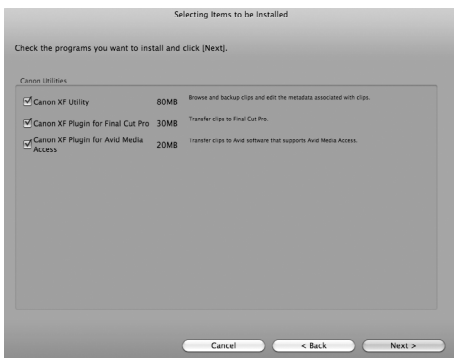 Selecting Items to be Installed
Check the programs you want to install and click [Next].
Canon Utilities
Canon XF Utility 80MB Browse and backup clips and edit the metadata associated with clips.
Canon XF Plugin for Final Cut Pro 30MB Transfer clips to Final Cut Pro.
Canon XF Plugin for Avid Media
Access 20MB Transfer clips to Avid software that supports Avid Media Access.
Cancel < Back Next >